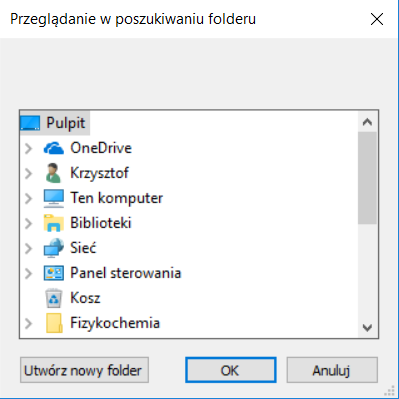 Przeglądanie w poszukiwaniu folderu
Pulpit
OneDrive
Krzysztof
Ten komputer
Biblioteki
Sieć
Panel sterowania
Kosz
Fizykochemia
Utwórz nowy folder OK Anuluj